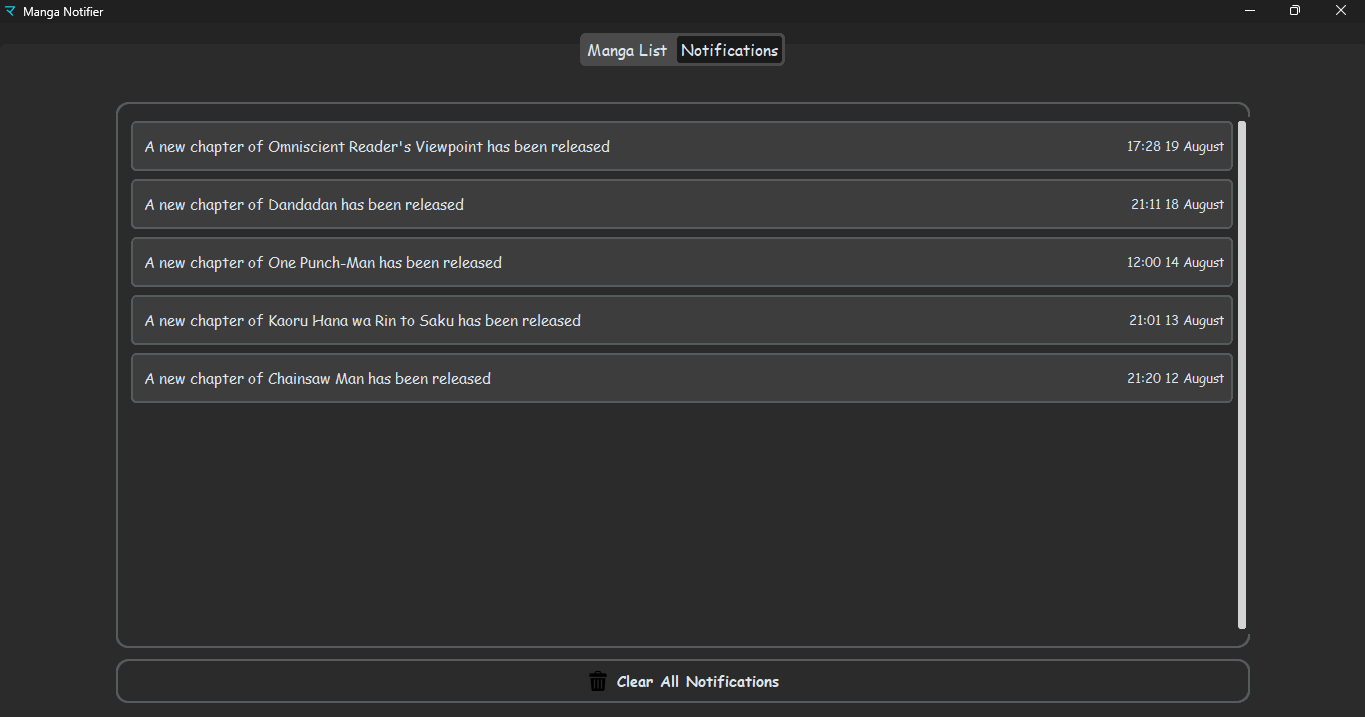 Manga Notifier
Manga List Notifications
A new chapter of Omniscient Reader's Viewpoint has been released 17:28 19 August
A new chapter of Dandadan has been released 21:11 18 August
A new chapter of One Punch-Man has been released 12:00 14 August
A new chapter of Kaoru Hana wa Rin to Saku has been released 21:01 13 August
A new chapter of Chainsaw Man has been released 21:20 12 August
Clear All Notifications